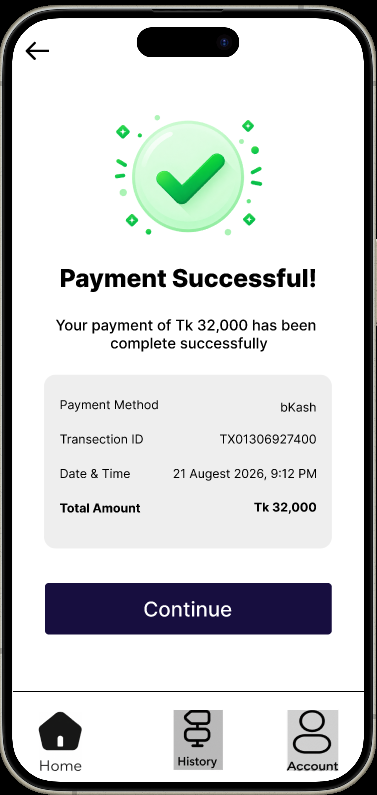 Payment Successful!
Your payment of Tk 32,000 has been
complete successfully
Payment Method bKash
Transection ID TX01306927400
Date & Time 21 Augest 2026, 9:12 PM
Total Amount Tk 32,000
Continue
Home History Account